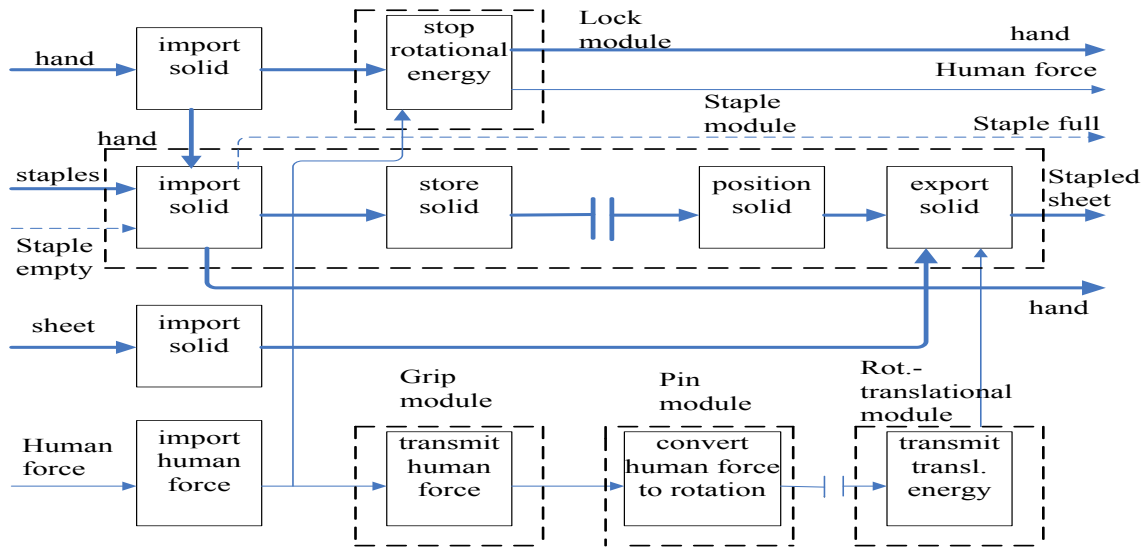 hand
import
solid
stop
rotational
energy
Lock
module
hand
Human force
hand
Staple
module
Staple full
staples
import
solid
store
solid
position
solid
export
solid
Stapled
sheet
Staple
empty
hand
sheet
import
solid
Grip
module
Pin
module
Rot.-
translational
module
Human
force
import
human
force
transmit
human
force
convert
human force
to rotation
transmit
transl.
energy